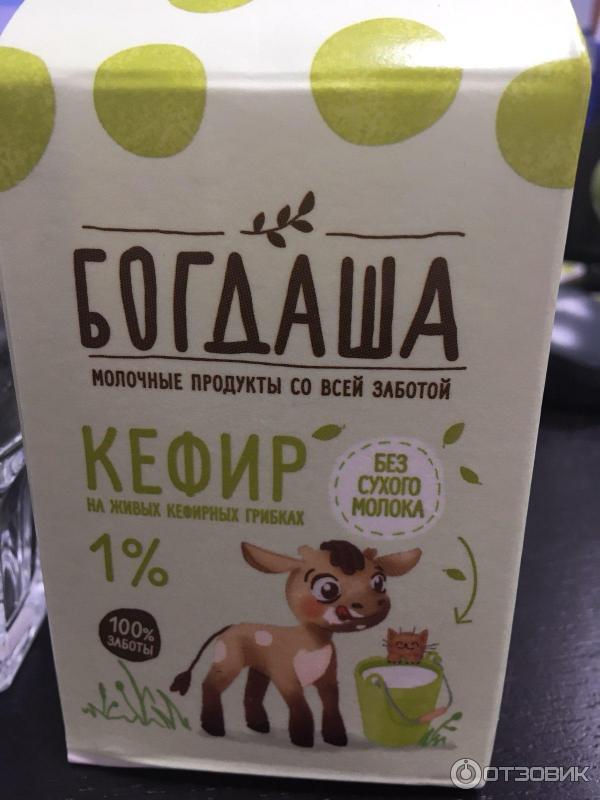 БОГДАША
МОЛОЧНЫЕ ПРОДУКТЫ СО ВСЕЙ ЗАБОТОЙ
КЕФИР
НА ЖИВЫХ КЕФИРНЫХ ГРИБКАХ
1%
БЕЗ
СУХОГО
МОЛОКА
100%
ЗАБОТЫ
ОТЗОВИК